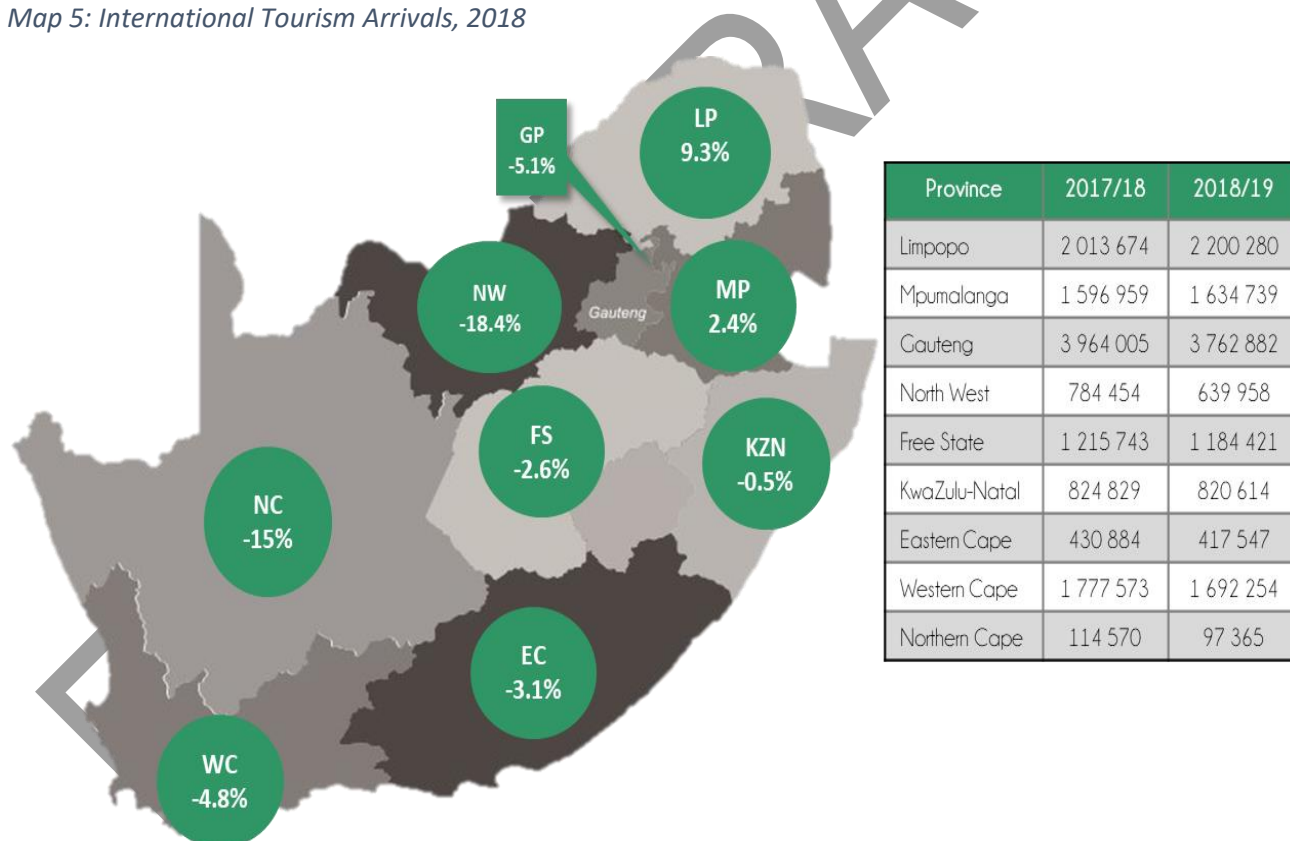 Map 5: International Tourism Arrivals, 2018
GP
-5.1%
LP
9.3%
NW
-18.4%
Gauteng
MP
2.4%
FS
-2.6%
KZN
-0.5%
NC
-15%
EC
-3.1%
WC
-4.8%
Province 2017/18 2018/19
Limpopo 2 013 674 2 200 280
Mpumalanga 1 596 959 1 634 739
Gauteng 3 964 005 3 762 882
North West 784 454 639 958
Free State 1 215 743 1 184 421
KwaZulu-Natal 824 829 820 614
Eastern Cape 430 884 417 547
Western Cape 1 777 573 1 692 254
Northern Cape 114 570 97 365